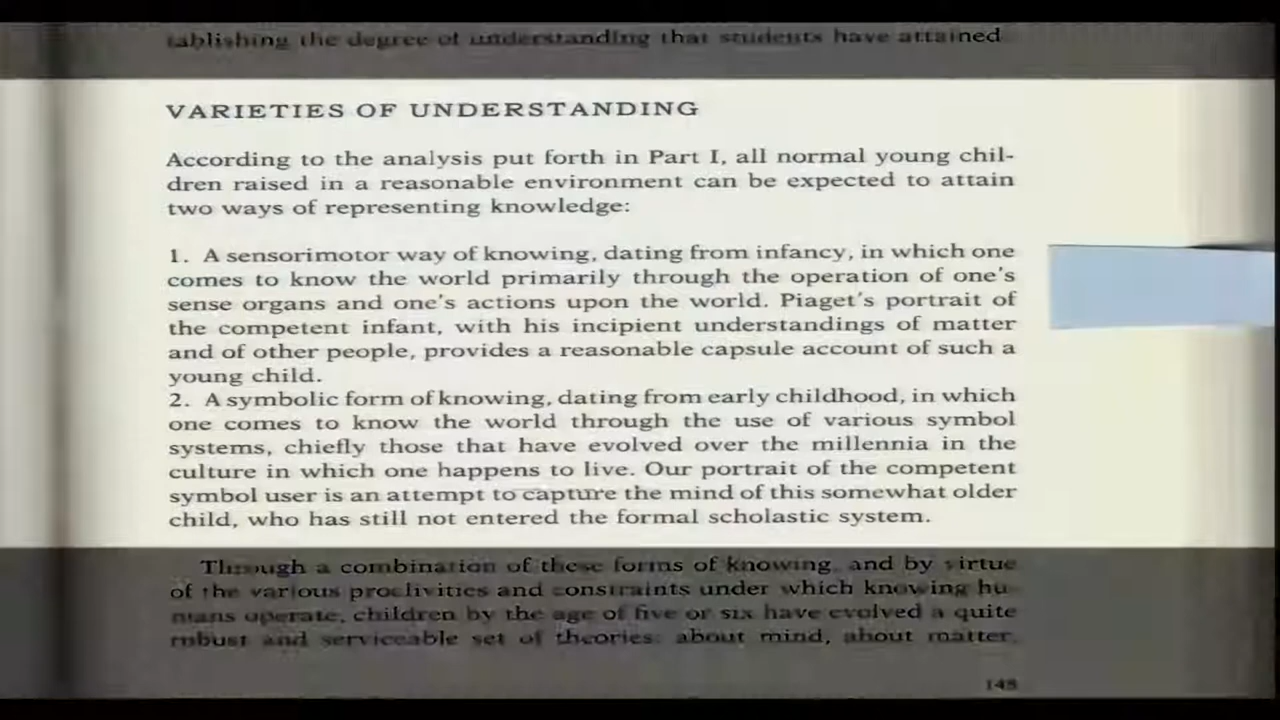 tablishing the degree of understanding that students have attained
VARIETIES OF UNDERSTANDING
According to the analysis put forth in Part I, all normal young chil-
dren raised in a reasonable environment can be expected to attain
two ways of representing knowledge:
1. A sensorimotor way of knowing, dating from infancy, in which one
comes to know the world primarily through the operation of one's
sense organs and one's actions upon the world. Piaget's portrait of
the competent infant, with his incipient understandings of matter
and of other people, provides a reasonable capsule account of such a
young child.
2. A symbolic form of knowing, dating from early childhood, in which
one comes to know the world through the use of various symbol
systems, chiefly those that have evolved over the millennia in the
culture in which one happens to live. Our portrait of the competent
symbol user is an attempt to capture the mind of this somewhat older
child, who has still not entered the formal scholastic system.
Through a combination of these forms of knowing, and by virtue
of the various proclivities and constraints under which knowing hu-
mans operate, children by the age of five or six have evolved a quite
robust and serviceable set of theories: about mind, about matter,
145